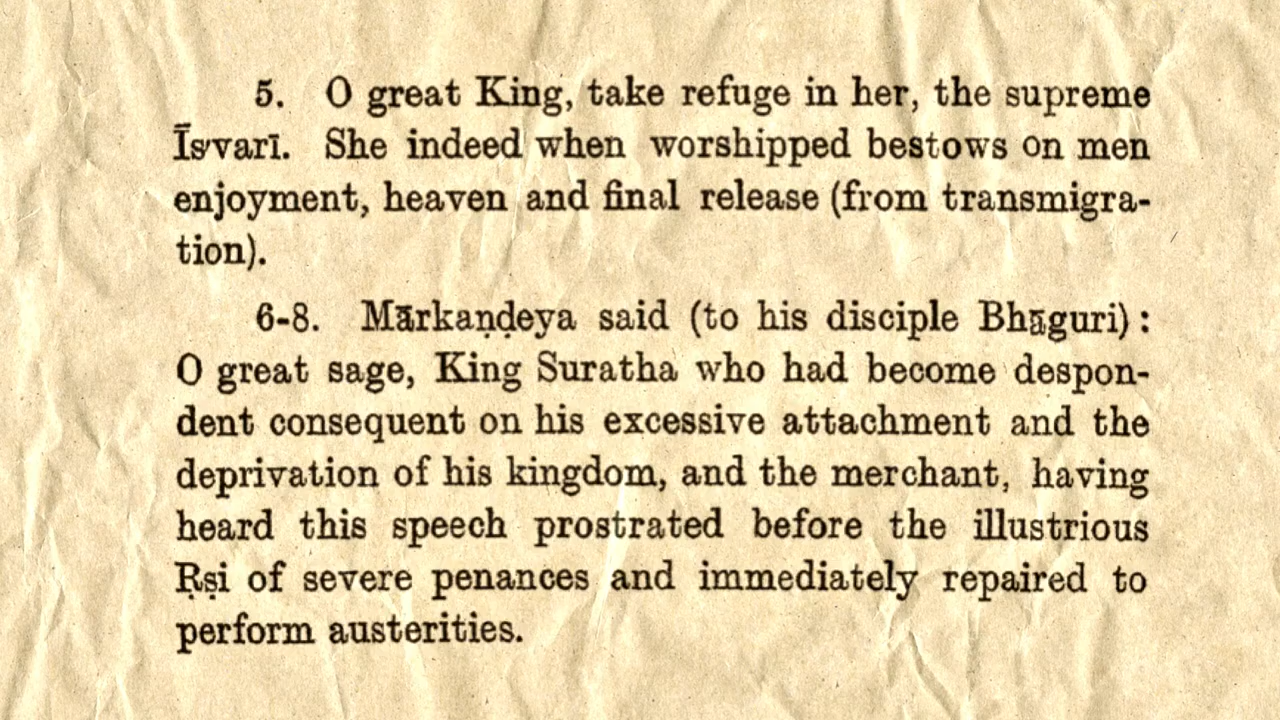 5. O great King, take refuge in her, the supreme
Īśvarī. She indeed when worshipped bestows on men
enjoyment, heaven and final release (from transmigra-
tion).
6-8. Mārkaṇḍeya said (to his disciple Bhāguri) :
O great sage, King Suratha who had become despon-
dent consequent on his excessive attachment and the
deprivation of his kingdom, and the merchant, having
heard this speech prostrated before the illustrious
Ṛṣi of severe penances and immediately repaired to
perform austerities.